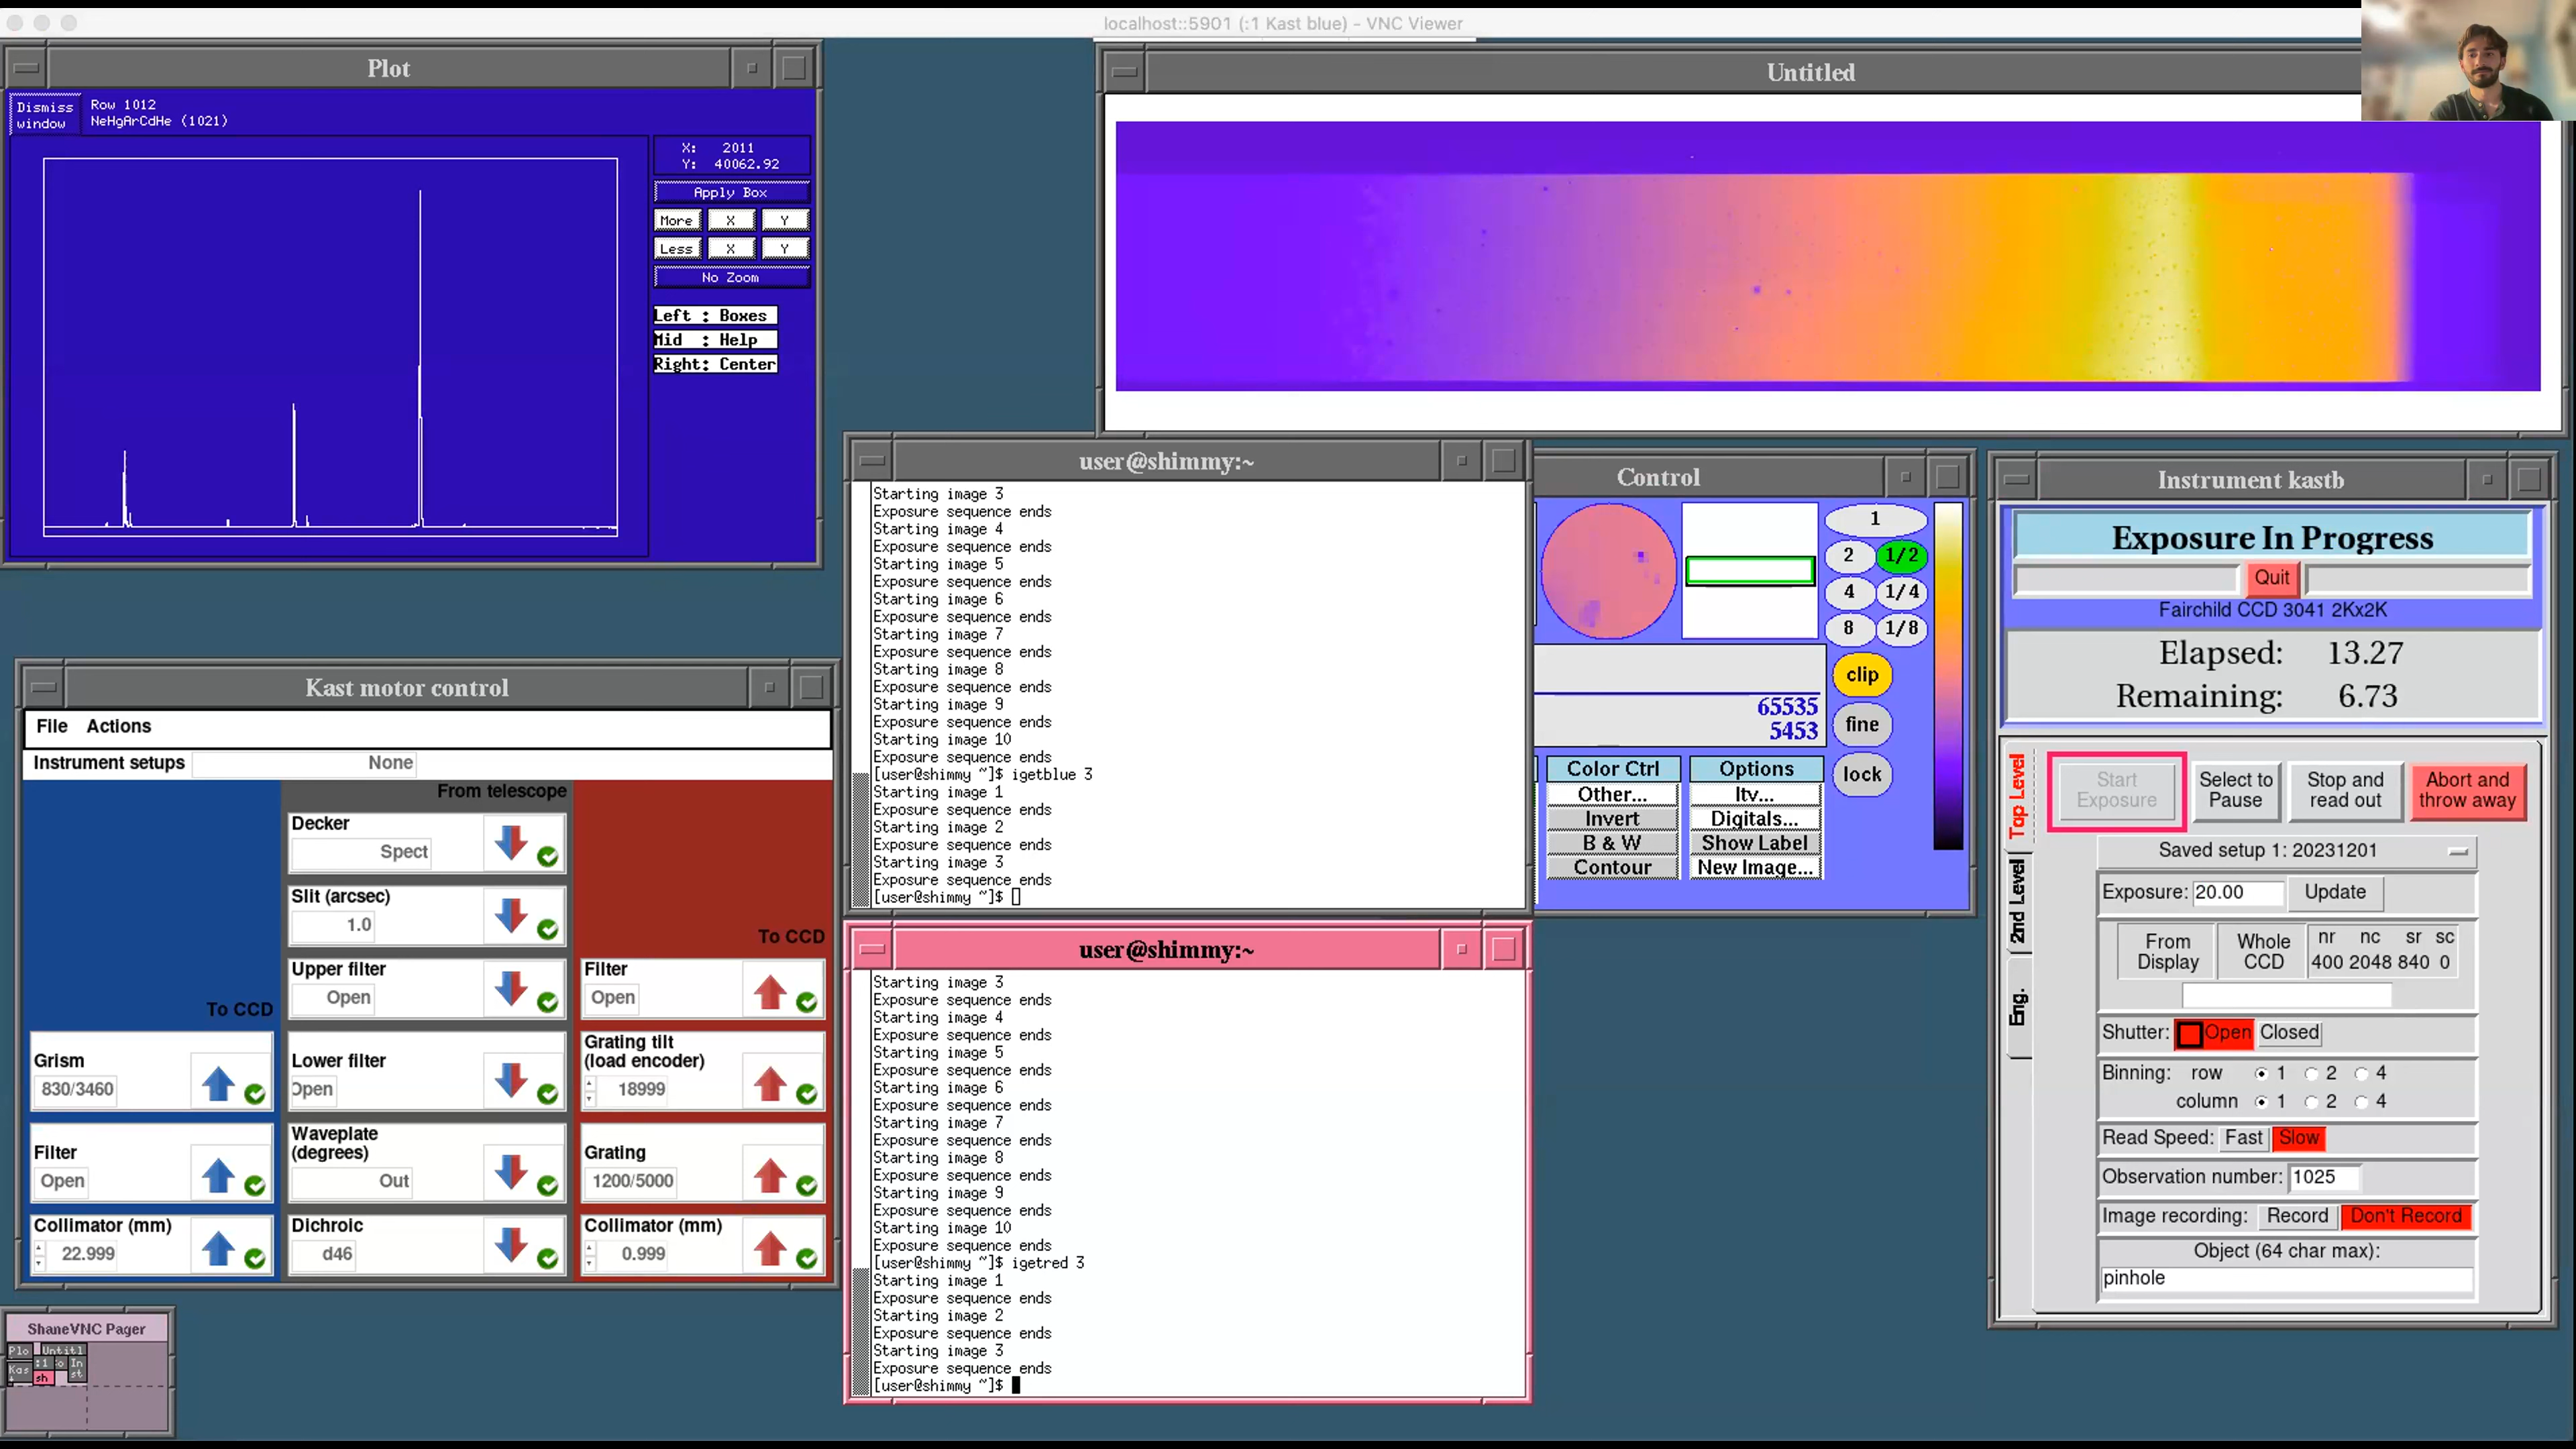 localhost::5901 (:1 Kast blue) - VNC Viewer
Plot
Dismiss
window
Row 1012
NeHgArCdHe (1021)
X: 2011
Y: 40062.92
Apply Box
More X Y
Less X Y
No Zoom
Left : Boxes
Mid : Help
Right: Center
Untitled
user@shimmy:~
Starting image 3
Exposure sequence ends
Starting image 4
Exposure sequence ends
Starting image 5
Exposure sequence ends
Starting image 6
Exposure sequence ends
Starting image 7
Exposure sequence ends
Starting image 8
Exposure sequence ends
Starting image 9
Exposure sequence ends
Starting image 10
Exposure sequence ends
[user@shimmy ~]$ igetblue 3
Starting image 1
Exposure sequence ends
Starting image 2
Exposure sequence ends
Starting image 3
Exposure sequence ends
[user@shimmy ~]$
Control
1
2 1/2
4 1/4
8 1/8
clip
fine
lock
65535
5453
Color Ctrl
Other...
Invert
B & W
Contour
Options
Itv...
Digitals...
Show Label
New Image...
Instrument kastb
Exposure In Progress
Quit
Fairchild CCD 3041 2Kx2K
Elapsed: 13.27
Remaining: 6.73
Top Level
2nd Level
Eng.
Start
Exposure
Select to
Pause
Stop and
read out
Abort and
throw away
Saved setup 1: 20231201
Exposure: 20.00 Update
From
Display
Whole
CCD
nr nc sr sc
400 2048 840 0
Shutter: Open Closed
Binning: row 1 2 4
column 1 2 4
Read Speed: Fast Slow
Observation number: 1025
Image recording: Record Don't Record
Object (64 char max):
pinhole
Kast motor control
File Actions
Instrument setups None
From telescope
Decker
Spect
Slit (arcsec)
1.0
To CCD
Upper filter
Open
Filter
Open
To CCD
Grism
830/3460
Lower filter
Open
Grating tilt
(load encoder)
18999
Filter
Open
Waveplate
(degrees)
Out
Grating
1200/5000
Collimator (mm)
22.999
Dichroic
d46
Collimator (mm)
0.999
user@shimmy:~
Starting image 3
Exposure sequence ends
Starting image 4
Exposure sequence ends
Starting image 5
Exposure sequence ends
Starting image 6
Exposure sequence ends
Starting image 7
Exposure sequence ends
Starting image 8
Exposure sequence ends
Starting image 9
Exposure sequence ends
Starting image 10
Exposure sequence ends
[user@shimmy ~]$ igetred 3
Starting image 1
Exposure sequence ends
Starting image 2
Exposure sequence ends
Starting image 3
Exposure sequence ends
[user@shimmy ~]$
ShaneVNC Pager
Plo Untitl
Kas :1 o In
sh st